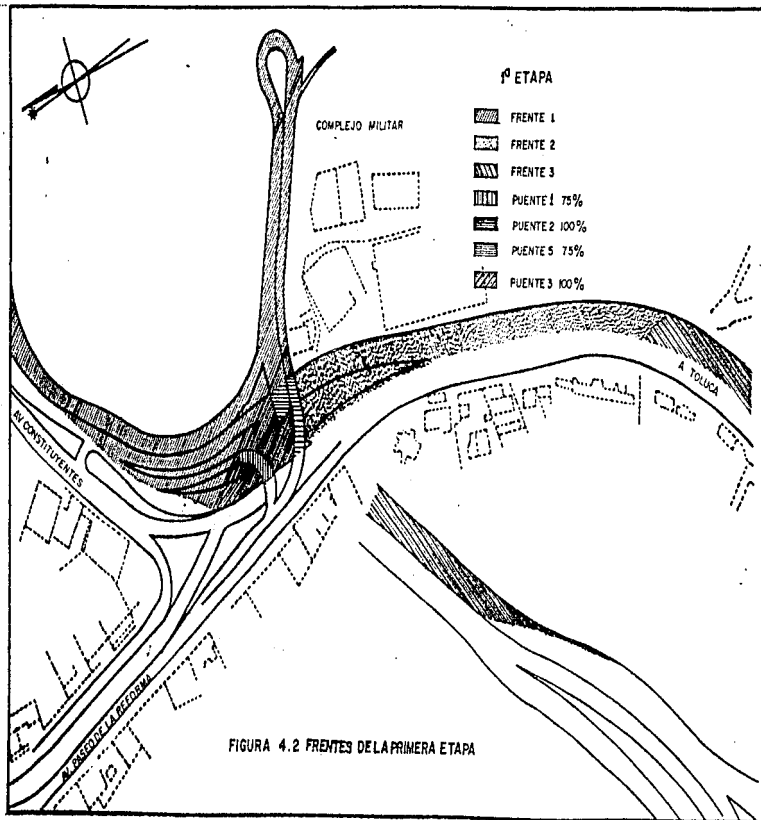 1ª ETAPA
COMPLEJO MILITAR
FRENTE 1
FRENTE 2
FRENTE 3
PUENTE 1 75%
PUENTE 2 100%
PUENTE 5 75%
PUENTE 3 100%
A TOLUCA
AV CONSTITUYENTES
AV. PASEO DE LA REFORMA
FIGURA 4.2 FRENTES DE LA PRIMERA ETAPA